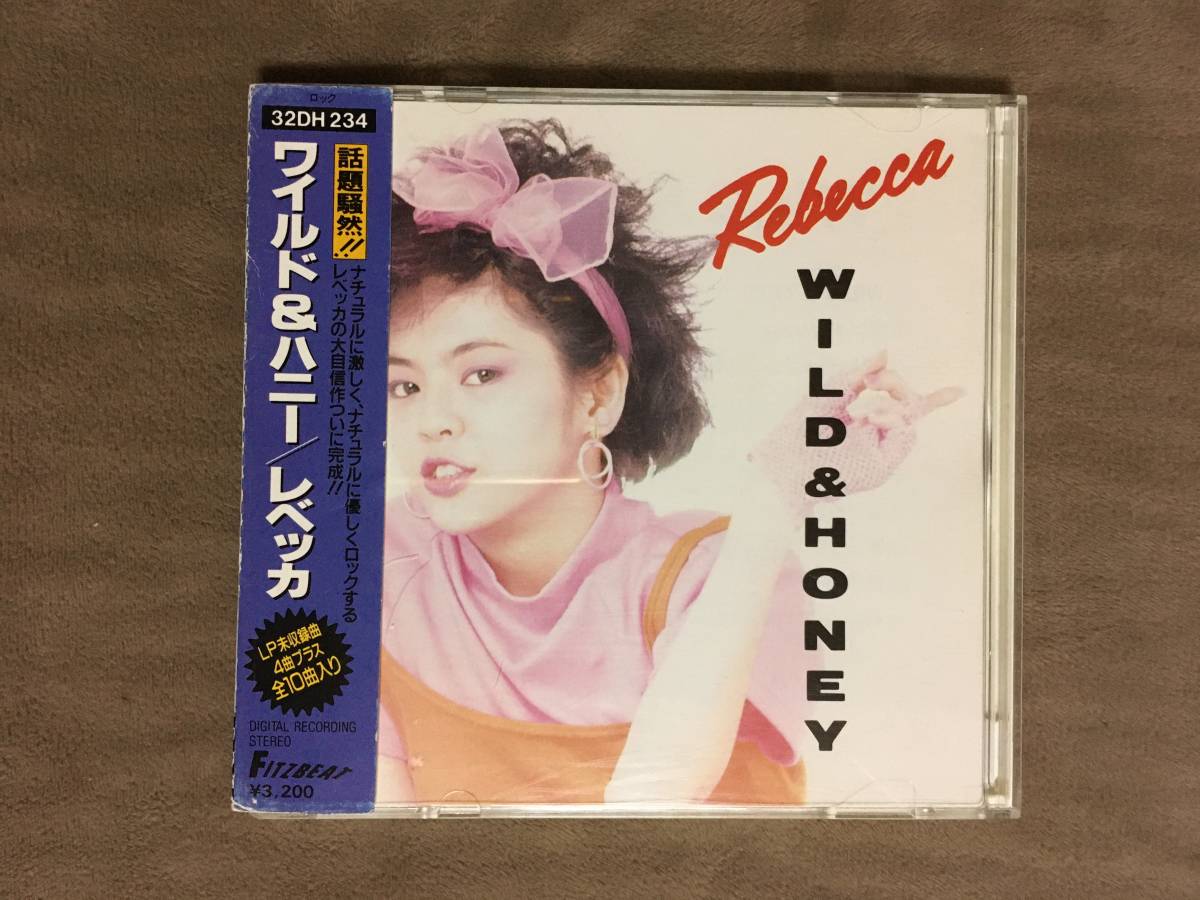 ロック
32DH 234
話題騒然!!
ナチュラルに激しく、ナチュラルに優しくロックする
レベッカの大自信作ついに完成!!
ワイルド&ハニー/レベッカ
LP未収録曲
4曲プラス
全10曲入り
DIGITAL RECORDING
STEREO
FITZBEAT
¥3,200
Rebecca
WILD&HONEY